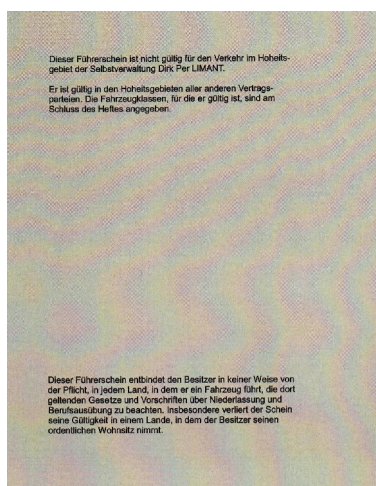 Dieser Führerschein ist nicht gültig für den Verkehr im Hoheits-
gebiet der Selbstverwaltung Dirk Per LIMANT.
Er ist gültig in den Hoheitsgebieten aller anderen Vertrags-
parteien. Die Fahrzeugklassen, für die er gültig ist, sind am
Schluss des Heftes angegeben.
Dieser Führerschein entbindet den Besitzer in keiner Weise von
der Pflicht, in jedem Land, in dem er ein Fahrzeug führt, die dort
geltenden Gesetze und Vorschriften über Niederlassung und
Berufsausübung zu beachten. Insbesondere verliert der Schein
seine Gültigkeit in einem Lande, in dem der Besitzer seinen
ordentlichen Wohnsitz nimmt.